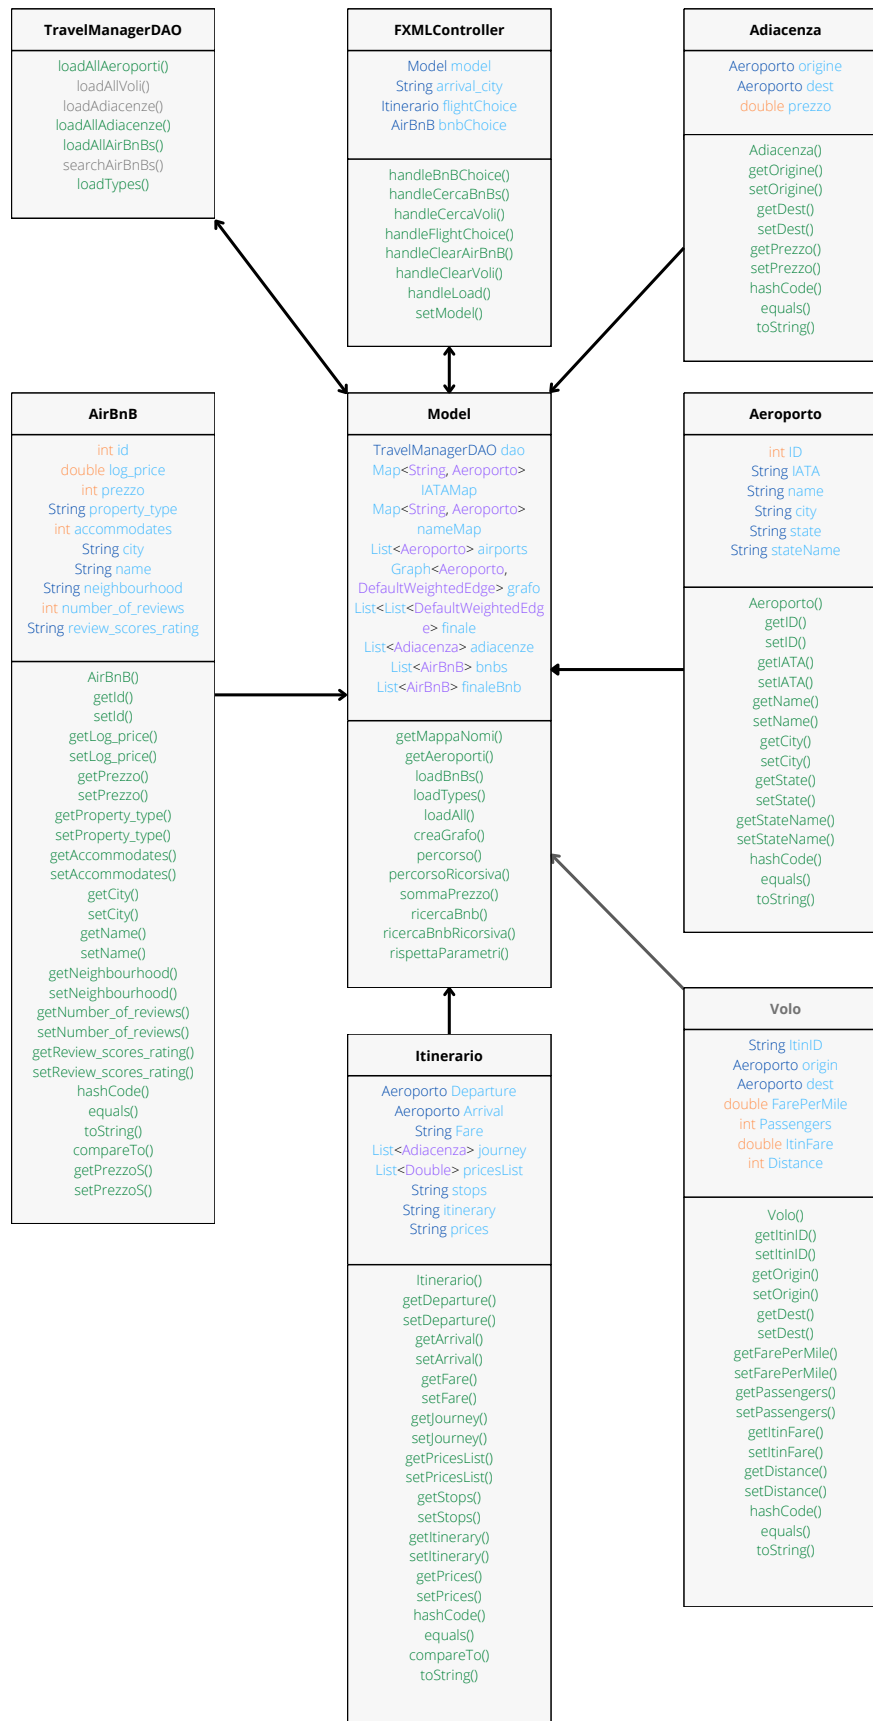 TravelManagerDAO
loadAllAeroporti()
loadAllVoli()
loadAdiacenze()
loadAllAdiacenze()
loadAllAirBnBs()
searchAirBnBs()
loadTypes()
FXMLController
Model model
String arrival_city
Itinerario flightChoice
AirBnB bnbChoice
handleBnBChoice()
handleCercaBnBs()
handleCercaVoli()
handleFlightChoice()
handleClearAirBnB()
handleClearVoli()
handleLoad()
setModel()
Adiacenza
Aeroporto origine
Aeroporto dest
double prezzo
Adiacenza()
getOrigine()
setOrigine()
getDest()
setDest()
getPrezzo()
setPrezzo()
hashCode()
equals()
toString()
AirBnB
int id
double log_price
int prezzo
String property_type
int accommodates
String city
String name
String neighbourhood
int number_of_reviews
String review_scores_rating
AirBnB()
getId()
setId()
getLog_price()
setLog_price()
getPrezzo()
setPrezzo()
getProperty_type()
setProperty_type()
getAccommodates()
setAccommodates()
getCity()
setCity()
getName()
setName()
getNeighbourhood()
setNeighbourhood()
getNumber_of_reviews()
setNumber_of_reviews()
getReview_scores_rating()
setReview_scores_rating()
hashCode()
equals()
toString()
compareTo()
getPrezzoS()
setPrezzoS()
Model
TravelManagerDAO dao
Map<String, Aeroporto>
IATAMap
Map<String, Aeroporto>
nameMap
List<Aeroporto> airports
Graph<Aeroporto,
DefaultWeightedEdge> grafo
List<List<DefaultWeightedEdg
e> finale
List<Adiacenza> adiacenze
List<AirBnB> bnbs
List<AirBnB> finaleBnb
getMappaNomi()
getAeroporti()
loadBnBs()
loadTypes()
loadAll()
creaGrafo()
percorso()
percorsoRicorsiva()
sommaPrezzo()
ricercaBnb()
ricercaBnbRicorsiva()
rispettaParametri()
Aeroporto
int ID
String IATA
String name
String city
String state
String stateName
Aeroporto()
getID()
setID()
getIATA()
setIATA()
getName()
setName()
getCity()
setCity()
getState()
setState()
getStateName()
setStateName()
hashCode()
equals()
toString()
Itinerario
Aeroporto Departure
Aeroporto Arrival
String Fare
List<Adiacenza> journey
List<Double> pricesList
String stops
String itinerary
String prices
Itinerario()
getDeparture()
setDeparture()
getArrival()
setArrival()
getFare()
setFare()
getJourney()
setJourney()
getPricesList()
setPricesList()
getStops()
setStops()
getItinerary()
setItinerary()
getPrices()
setPrices()
hashCode()
equals()
compareTo()
toString()
Volo
String ItinID
Aeroporto origin
Aeroporto dest
double FarePerMile
int Passengers
double ItinFare
int Distance
Volo()
getItinID()
setItinID()
getOrigin()
setOrigin()
getDest()
setDest()
getFarePerMile()
setFarePerMile()
getPassengers()
setPassengers()
getItinFare()
setItinFare()
getDistance()
setDistance()
hashCode()
equals()
toString()